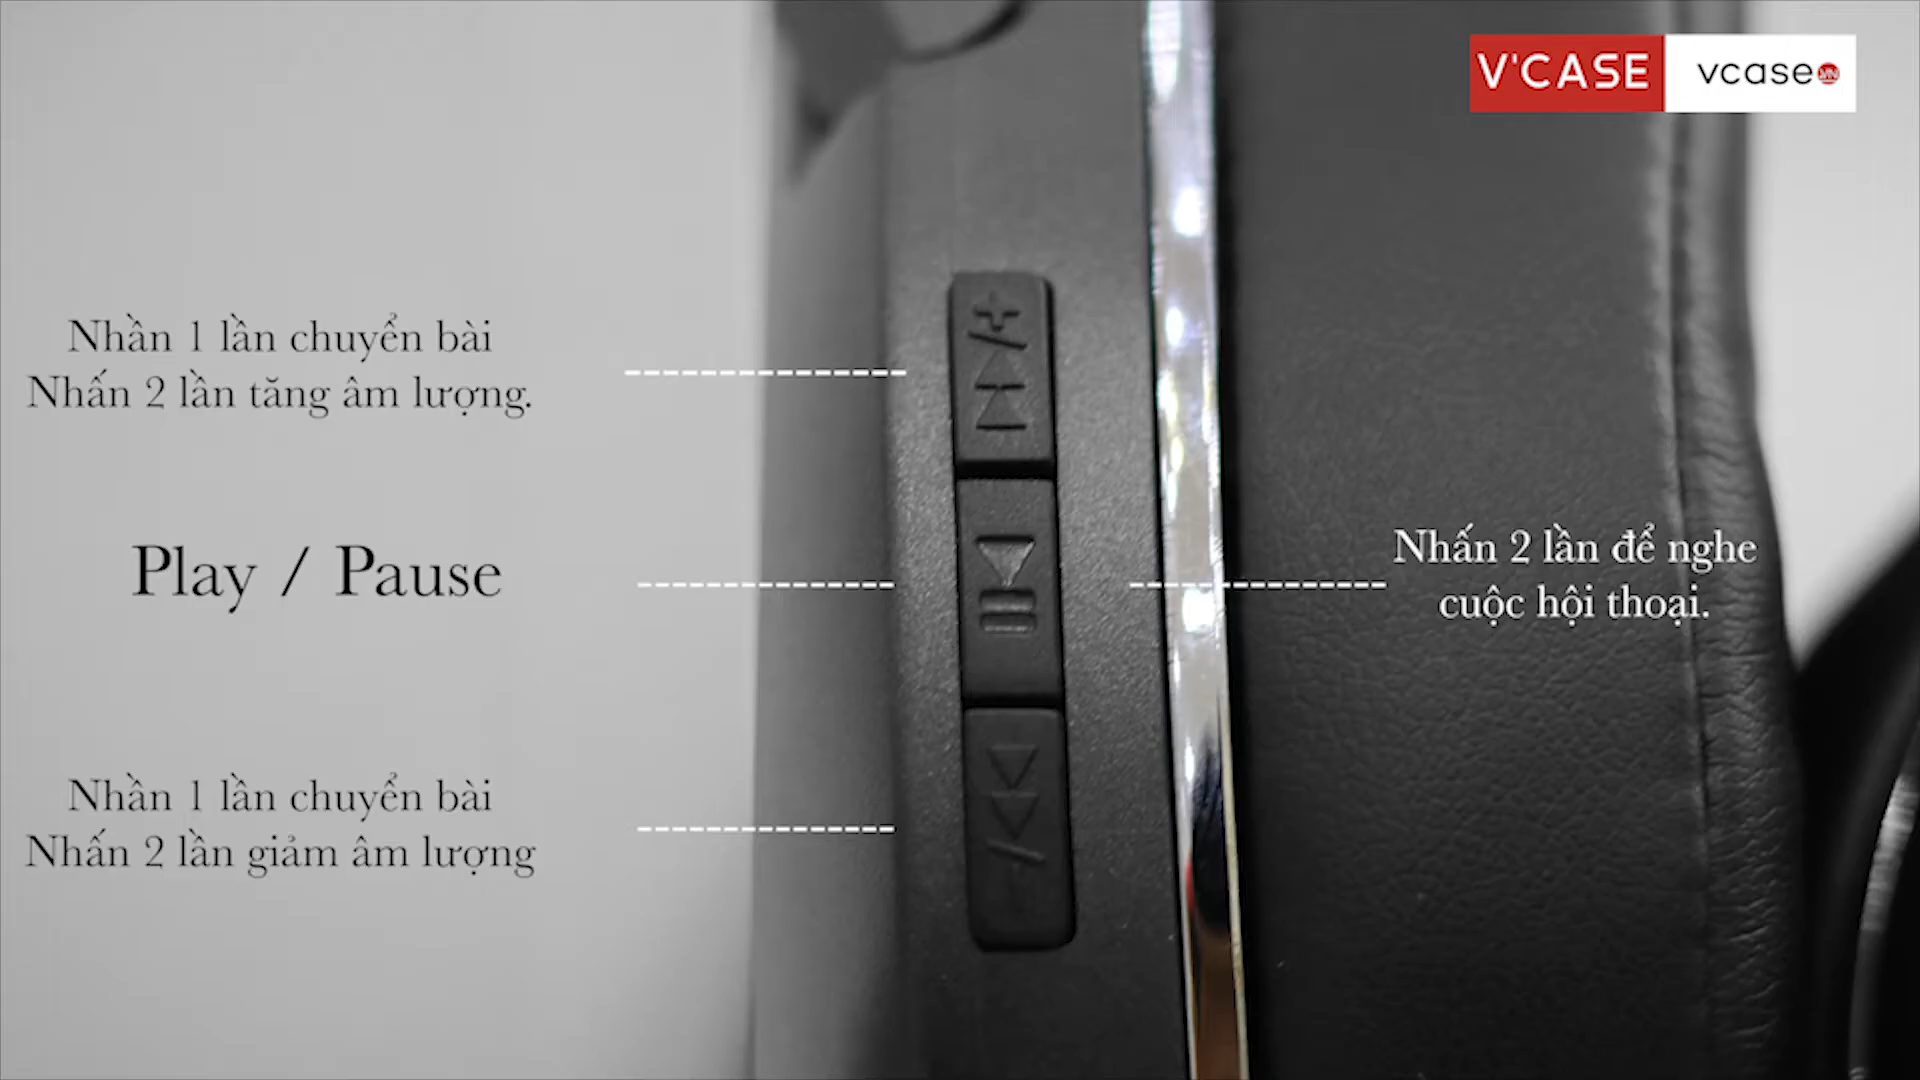 V'CASE
vcase.VN
Nhần 1 lần chuyển bài
Nhấn 2 lần tăng âm lượng.
Play / Pause
Nhấn 2 lần để nghe
cuộc hội thoại.
Nhần 1 lần chuyển bài
Nhấn 2 lần giảm âm lượng